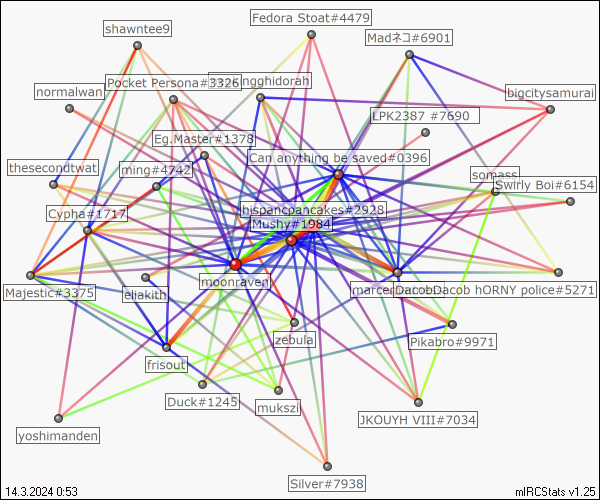 shawntee9
Fedora Stoat#4479
Madネコ#6901
Pocket Persona#3326
ingghidorah
normalwan
bigcitysamurai
LPK2387 #7690
Eg.Master#1378
Can anything be saved#0396
thesecondtwat
ming#4742
somass
Swirly Boi#6154
Cypha#1717
hispancpancakes#2928
Mushy#1984
moonraven
Majestic#3375
eliakith
DacobDacob hORNY police#5271
zebula
Pikabro#9971
frisout
Duck#1245
mukszi
JKOUYH VIII#7034
yoshimanden
Silver#7938
14.3.2024 0:53
mIRCStats v1.25